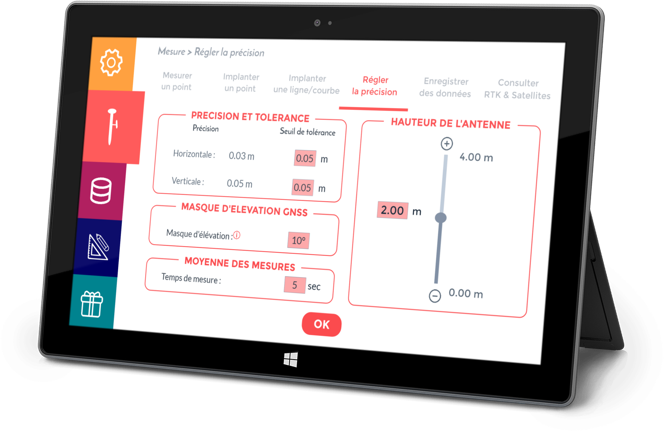 Mesure > Régler la précision
Mesurer
un point
Implanter
un point
Implanter
une ligne/courbe
Régler
la précision
Enregistrer
des données
Consulter
RTK & Satellites
PRECISION ET TOLERANCE
Précision
Seuil de tolérance
Horizontale : 0.03 m 0.05 m
Verticale : 0.05 m 0.05 m
MASQUE D'ELEVATION GNSS
Masque d'élévation : 10°
MOYENNE DES MESURES
Temps de mesure : 5 sec
HAUTEUR DE L'ANTENNE
4.00 m
2.00 m
0.00 m
OK